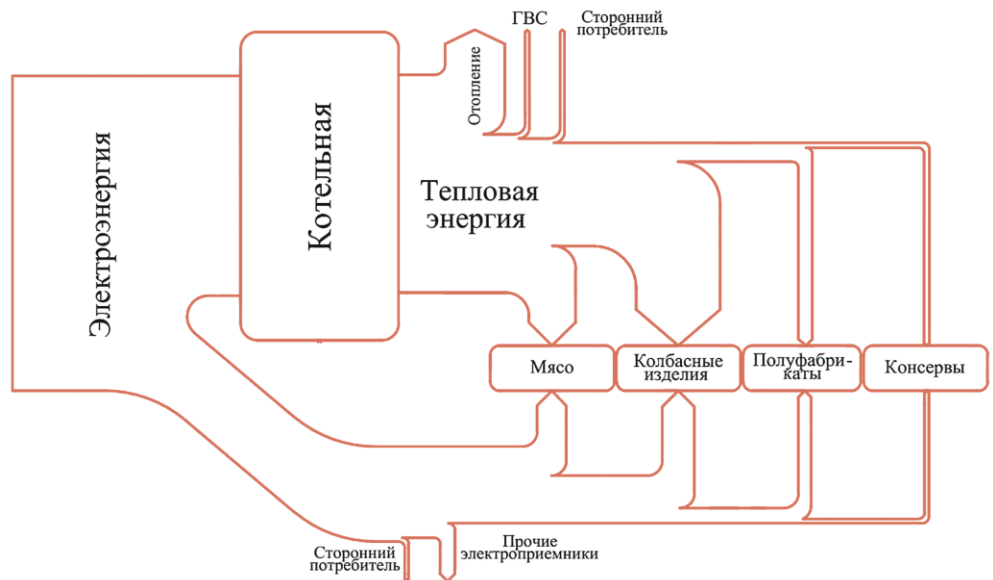 ГВС
Сторонний
потребитель
Отопление
Электроэнергия
Котельная
Тепловая
энергия
Мясо
Колбасные
изделия
Полуфабри-
каты
Консервы
Сторонний
потребитель
Прочие
электроприемники